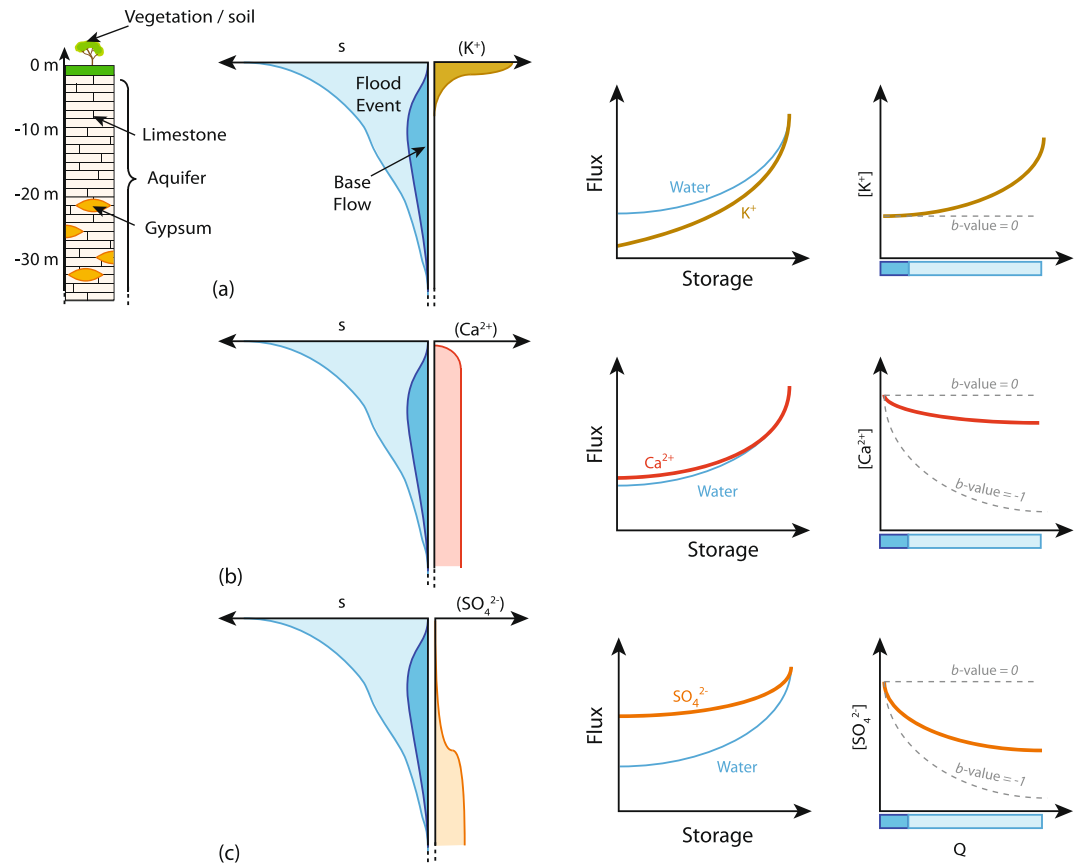 Vegetation / soil
0 m
-10 m
-20 m
-30 m
Limestone
Aquifer
Gypsum
(a)
s
(K⁺)
Flood
Event
Base
Flow
Flux
Water
K⁺
Storage
[K⁺]
b-value = 0
(b)
s
(Ca²⁺)
Flux
Ca²⁺
Water
Storage
[Ca²⁺]
b-value = 0
b-value = -1
(c)
s
(SO₄²⁻)
Flux
SO₄²⁻
Water
Storage
[SO₄²⁻]
b-value = 0
b-value = -1
Q